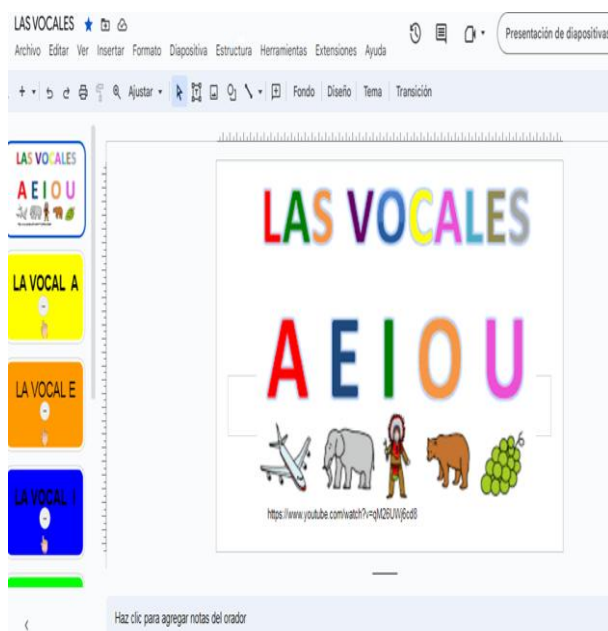 LAS VOCALES
Archivo Editar Ver Insertar Formato Diapositiva Estructura Herramientas Extensiones Ayuda
Presentación de diapositivas
Ajustar
Fondo Diseño Tema Transición
LAS VOCALES
A E I O U
LA VOCAL A
LA VOCAL E
LA VOCAL I
LAS VOCALES
A E I O U
https://www.youtube.com/watch?v=qM26UWj6cd8
Haz clic para agregar notas del orador